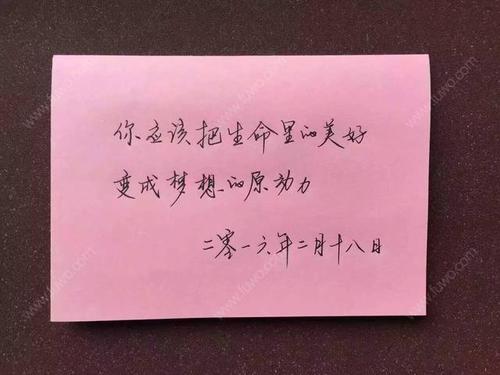 你应该把生命里的美好
变成梦想的原动力
二零一六年二月十八日